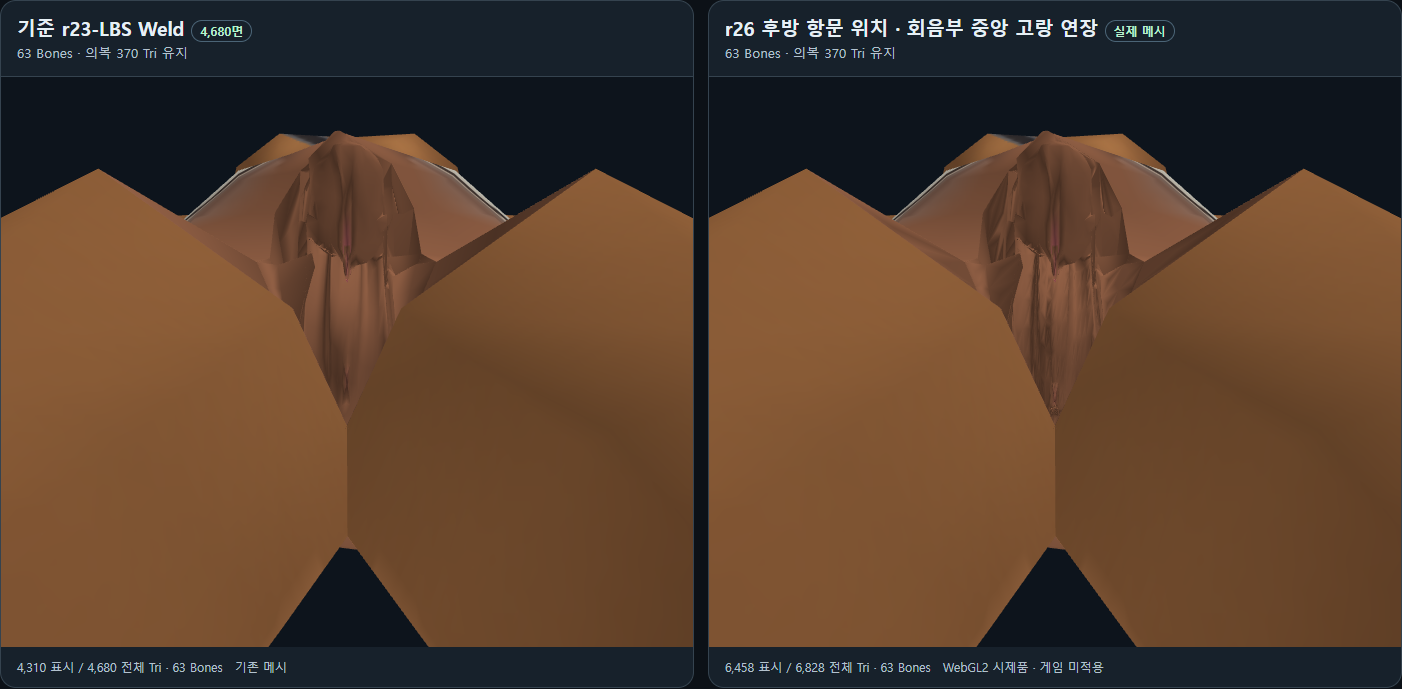 기준 r23-LBS Weld 4,680면
63 Bones · 의복 370 Tri 유지
r26 후방 항문 위치 · 회음부 중앙 고랑 연장 실제 메시
63 Bones · 의복 370 Tri 유지
4,310 표시 / 4,680 전체 Tri · 63 Bones 기존 메시
6,458 표시 / 6,828 전체 Tri · 63 Bones WebGL2 시제품 · 게임 미적용